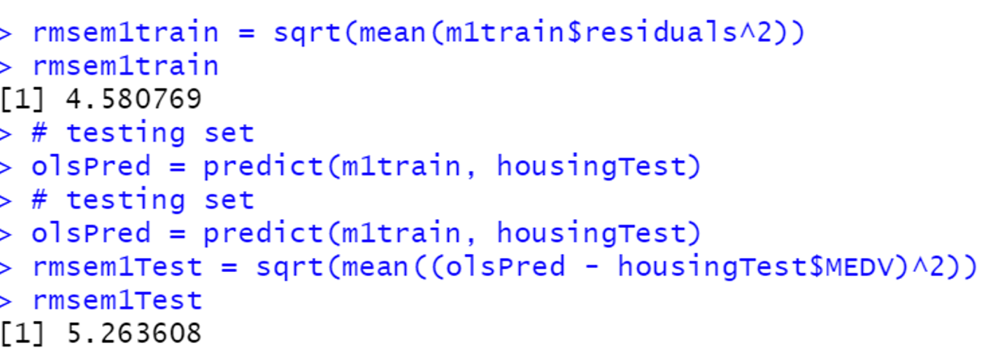 > rmsem1train = sqrt(mean(m1train$residuals^2))
> rmsem1train
[1] 4.580769
> # testing set
> olsPred = predict(m1train, housingTest)
> # testing set
> olsPred = predict(m1train, housingTest)
> rmsem1Test = sqrt(mean((olsPred - housingTest$MEDV)^2))
> rmsem1Test
[1] 5.263608